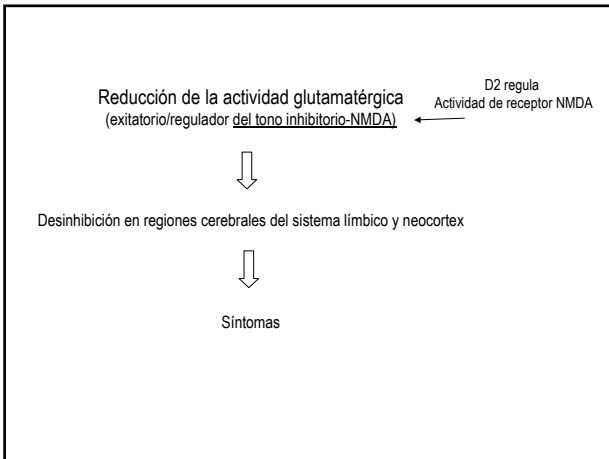 Reducción de la actividad glutamatérgica
(exitatorio/regulador del tono inhibitorio-NMDA)
D2 regula
Actividad de receptor NMDA
Desinhibición en regiones cerebrales del sistema límbico y neocortex
Síntomas